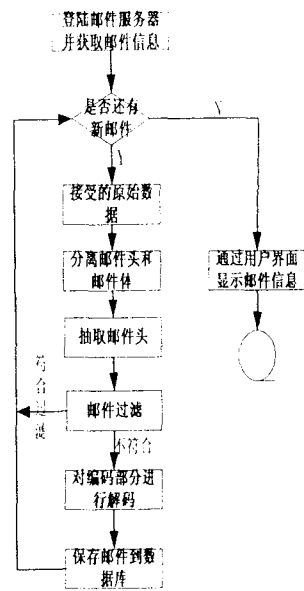 登陆邮件服务器
并获取邮件信息
是否还有
新邮件
接受的原始数
据
分离邮件头和
邮件体
通过用户界面
显示邮件信息
抽取邮件头
符合过滤
邮件过滤
不符合
对编码部分进
行解码
保存邮件到数
据库